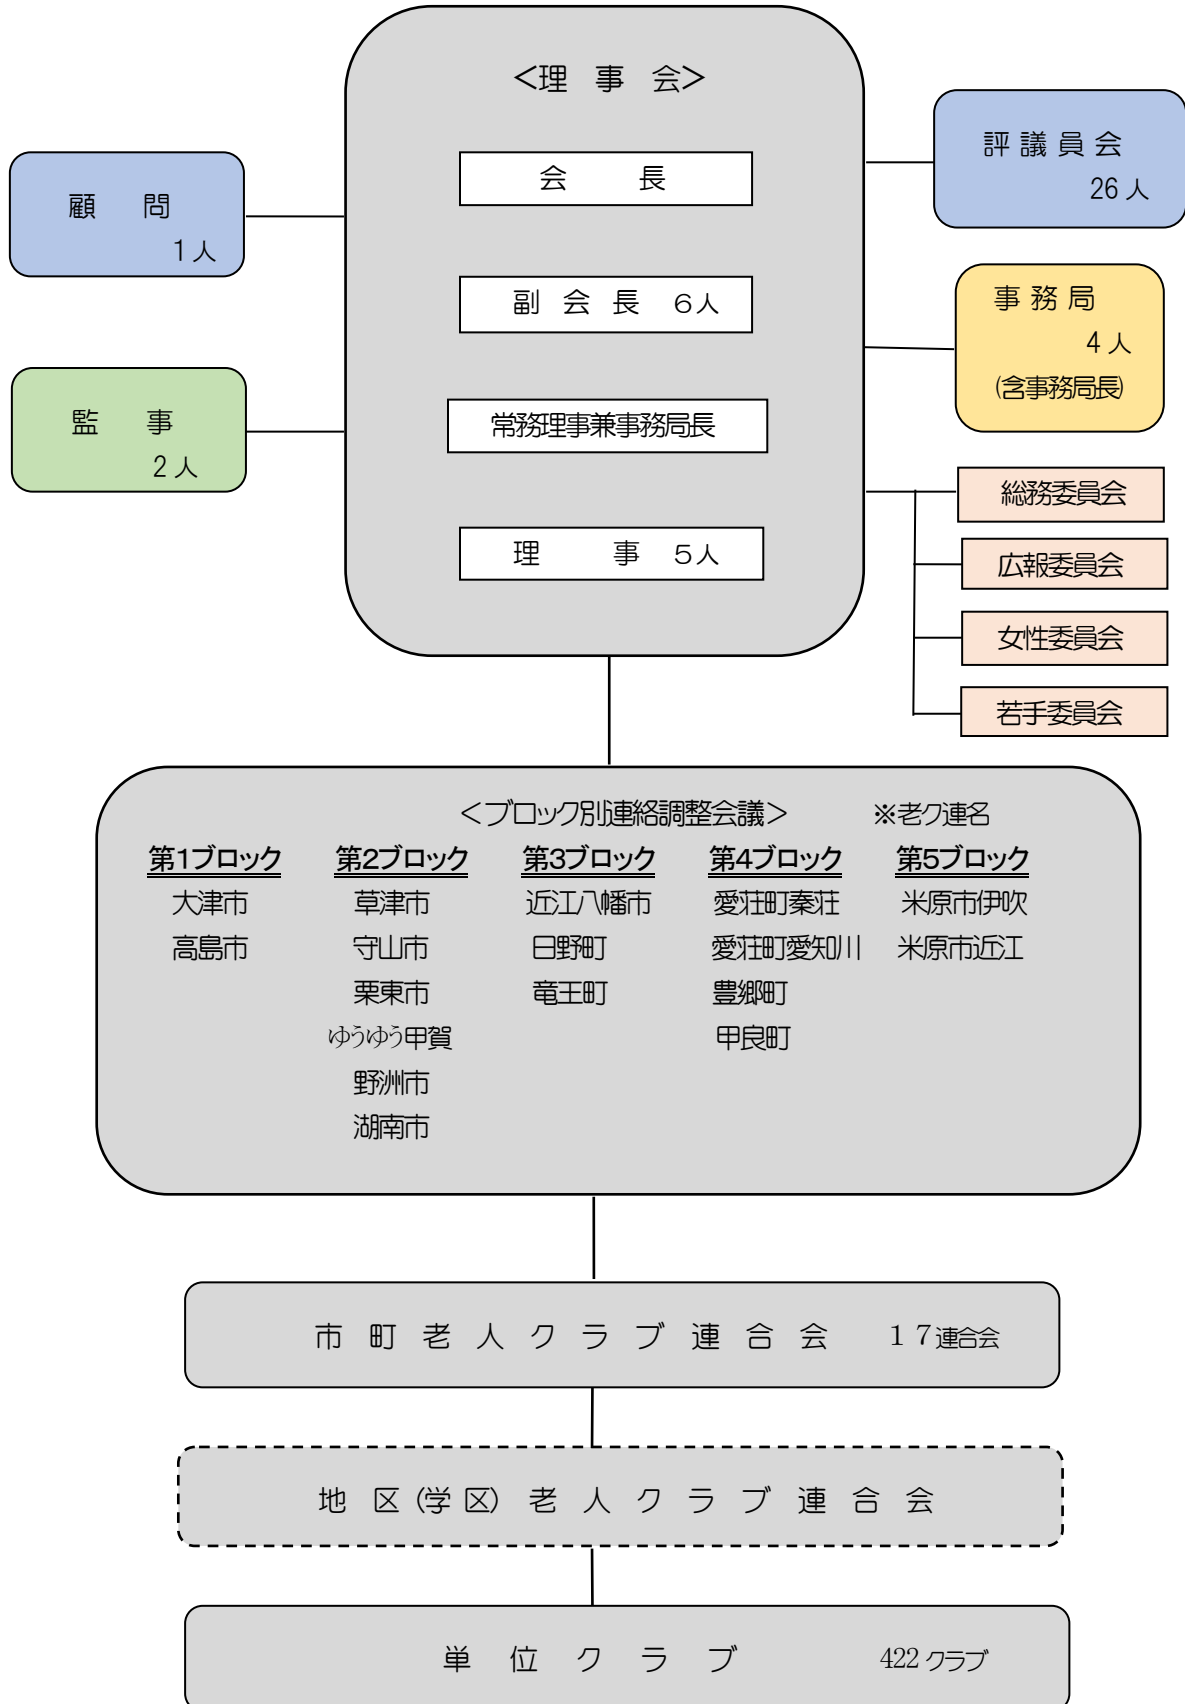 <理 事 会>
会 長
副 会 長 6人
常務理事兼事務局長
理 事 5人
顧 問
1人
監 事
2人
評 議 員 会
26人
事 務 局
4人
(含事務局長)
総務委員会
広報委員会
女性委員会
若手委員会
<ブロック別連絡調整会議> ※老ク連名
第1ブロック 第2ブロック 第3ブロック 第4ブロック 第5ブロック
大津市 草津市 近江八幡市 愛荘町秦荘 米原市伊吹
高島市 守山市 日野町 愛荘町愛知川 米原市近江
栗東市 竜王町 豊郷町
ゆうゆう甲賀 甲良町
野洲市
湖南市
市 町 老 人 ク ラ ブ 連 合 会 17連合会
地 区 (学 区) 老 人 ク ラ ブ 連 合 会
単 位 ク ラ ブ 422クラブ